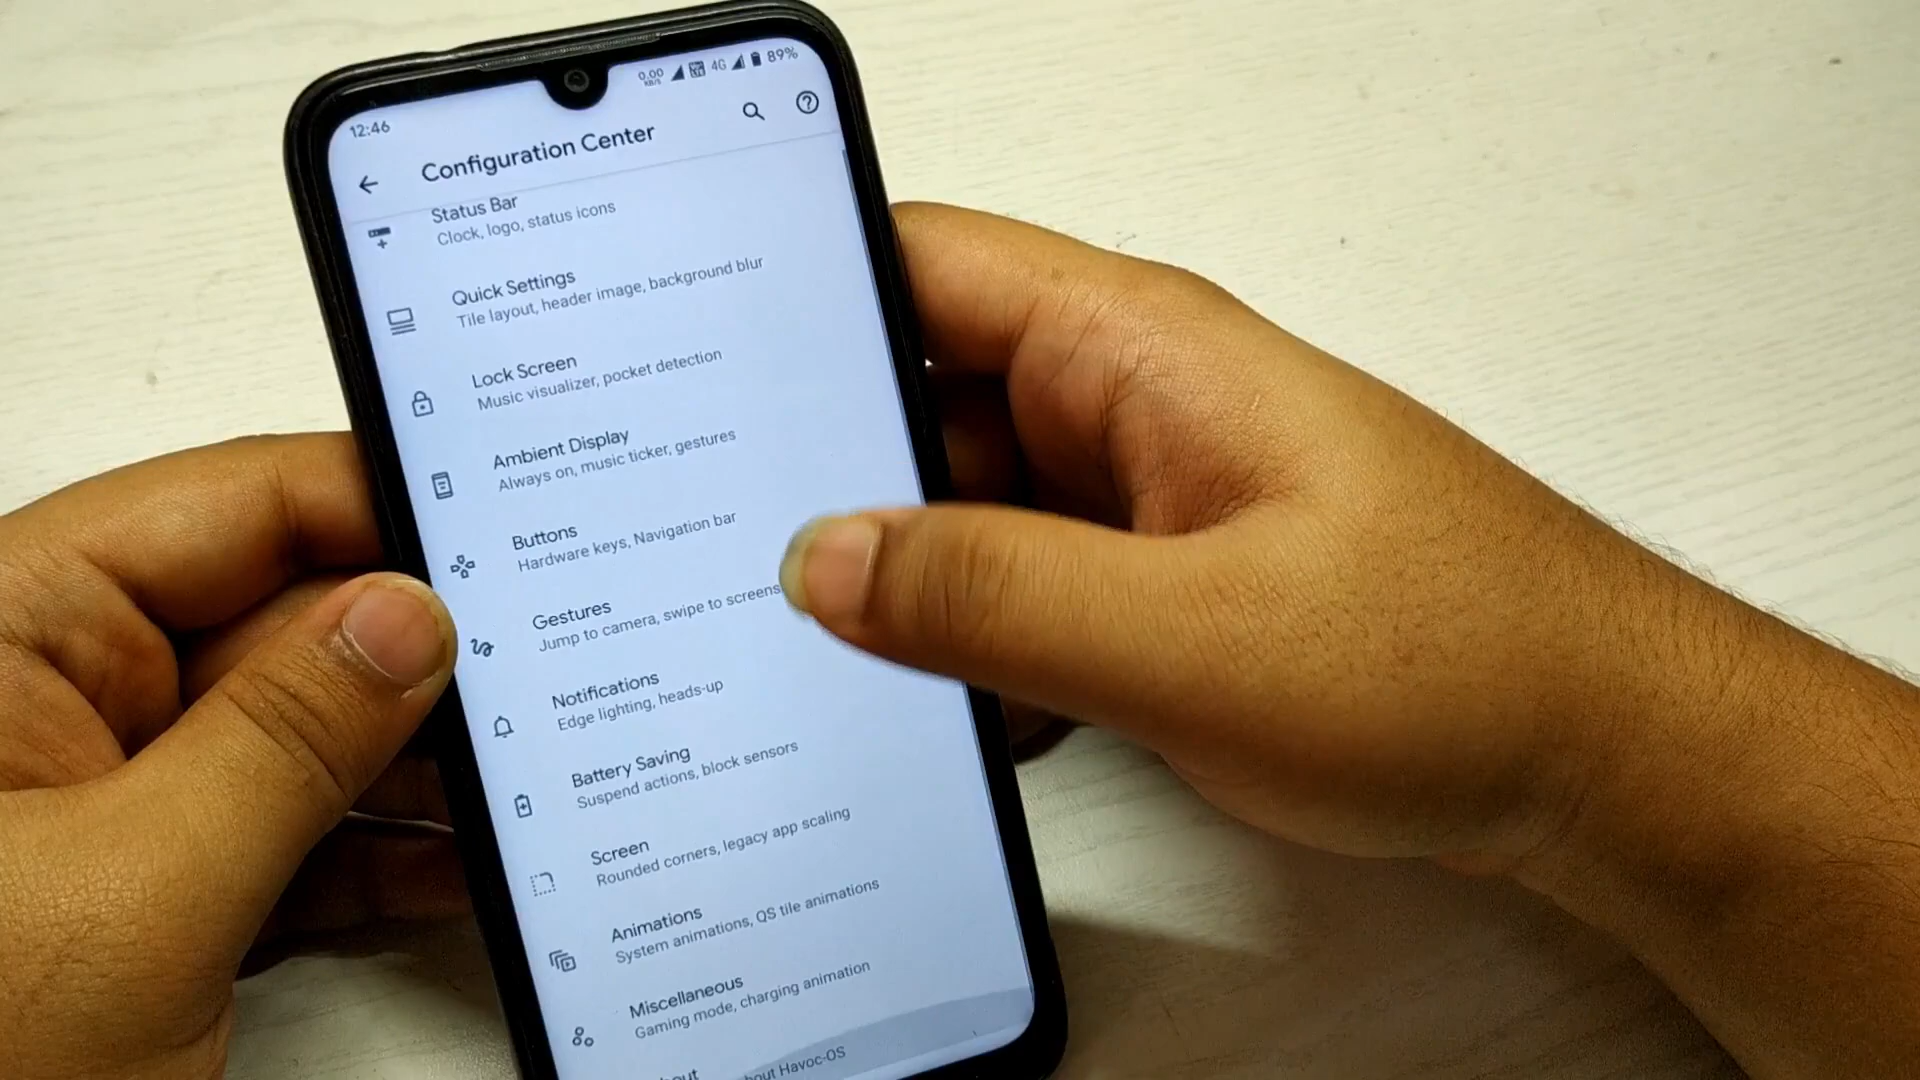 12:46
0.00
KB/S
4G
89%
Configuration Center
Status Bar
Clock, logo, status icons
Quick Settings
Tile layout, header image, background blur
Lock Screen
Music visualizer, pocket detection
Ambient Display
Always on, music ticker, gestures
Buttons
Hardware keys, Navigation bar
Gestures
Jump to camera, swipe to screens
Notifications
Edge lighting, heads-up
Battery Saving
Suspend actions, block sensors
Screen
Rounded corners, legacy app scaling
Animations
System animations, QS tile animations
Miscellaneous
Gaming mode, charging animation
out
bout Havoc-OS